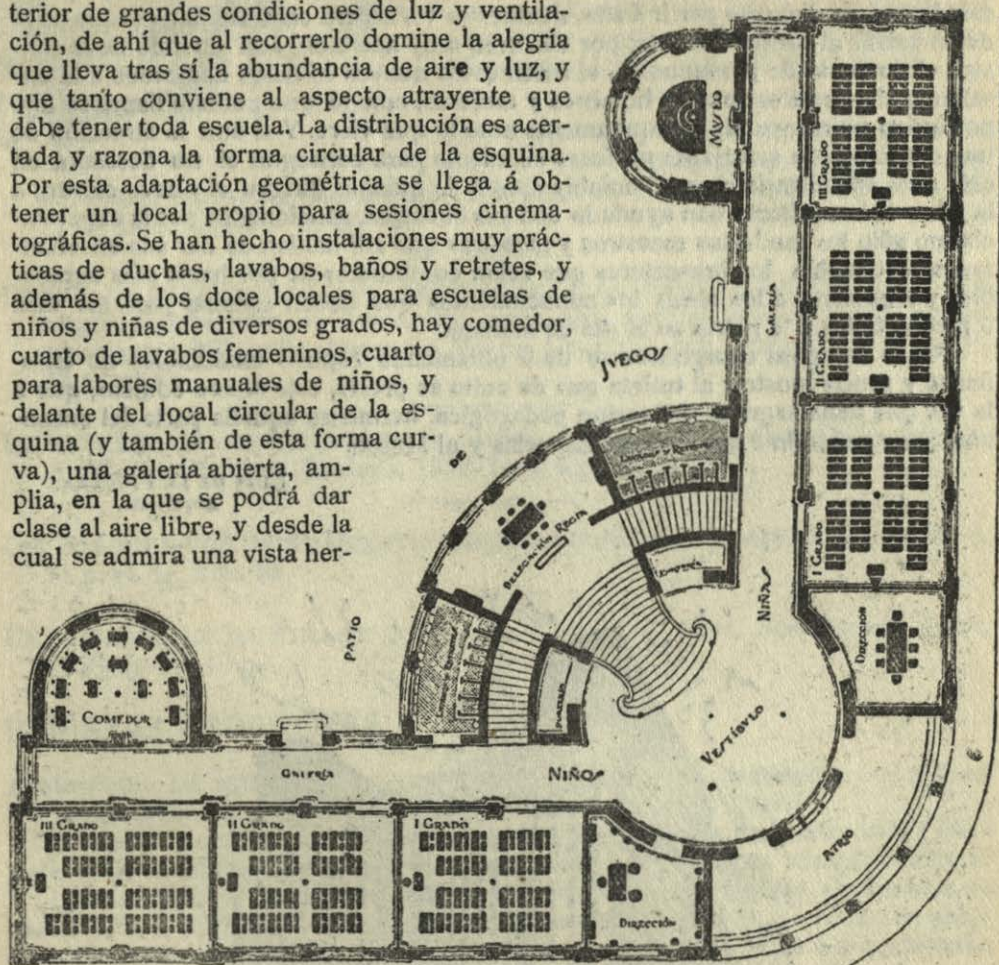 terior de grandes condiciones de luz y ventila-
ción, de ahí que al recorrerlo domine la alegría
que lleva tras sí la abundancia de aire y luz, y
que tanto conviene al aspecto atrayente que
debe tener toda escuela. La distribución es acer-
tada y razona la forma circular de la esquina.
Por esta adaptación geométrica se llega á ob-
tener un local propio para sesiones cinema-
tográficas. Se han hecho instalaciones muy prác-
ticas de duchas, lavabos, baños y retretes, y
además de los doce locales para escuelas de
niños y niñas de diversos grados, hay comedor,
cuarto de lavabos femeninos, cuarto
para labores manuales de niños, y
delante del local circular de la es-
quina (y también de esta forma cur-
va), una galería abierta, am-
plia, en la que se podrá dar
clase al aire libre, y desde la
cual se admira una vista her-
MVSEO
III GRADO
GALERÍA
II GRADO
I GRADO
PATIO
DE
JVEGOS
DELEGACIÓN REGIA
NIÑAS
DIRECCION
VESTÍBVLO
COMEDOR
GALERÍA
NIÑOS
III GRADO
II GRADO
I GRADO
DIRECCIÓN
ATRIO